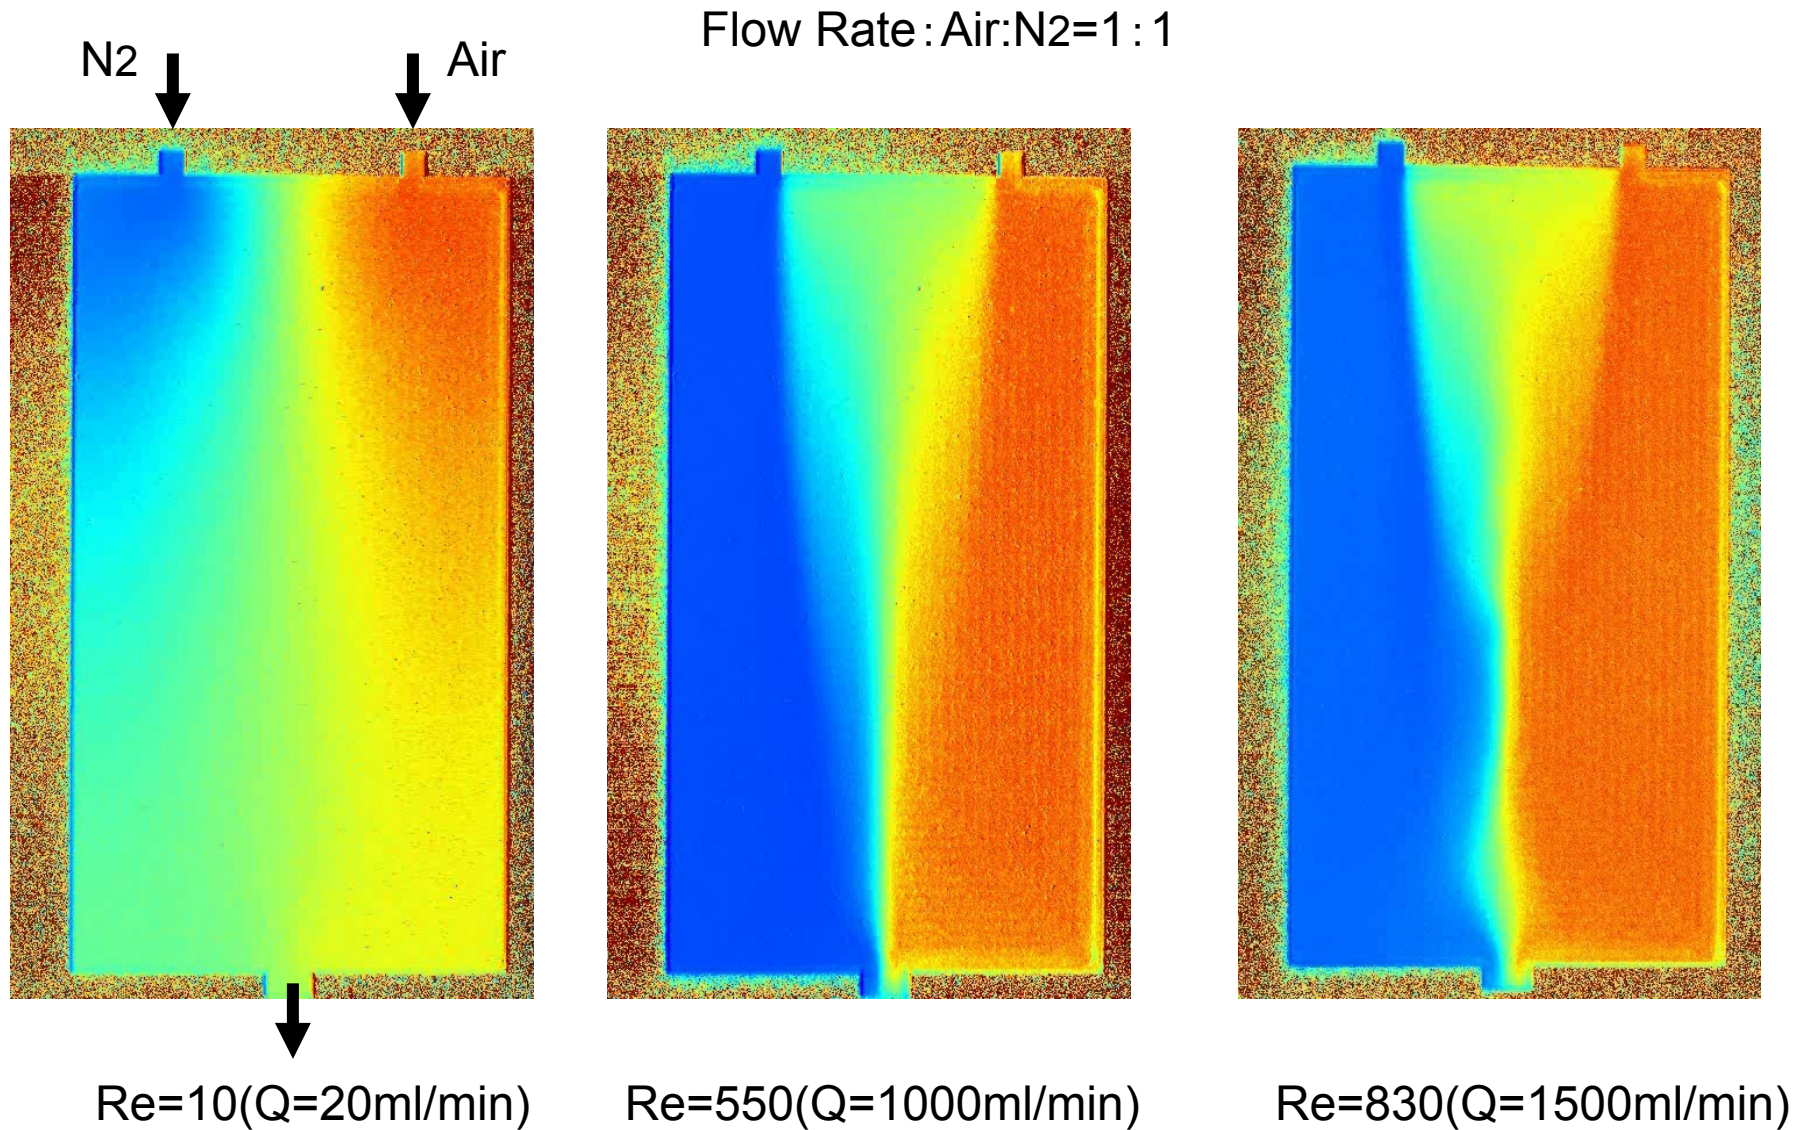 Flow Rate：Air:N2=1：1
N2
Air
Re=10(Q=20ml/min)
Re=550(Q=1000ml/min)
Re=830(Q=1500ml/min)